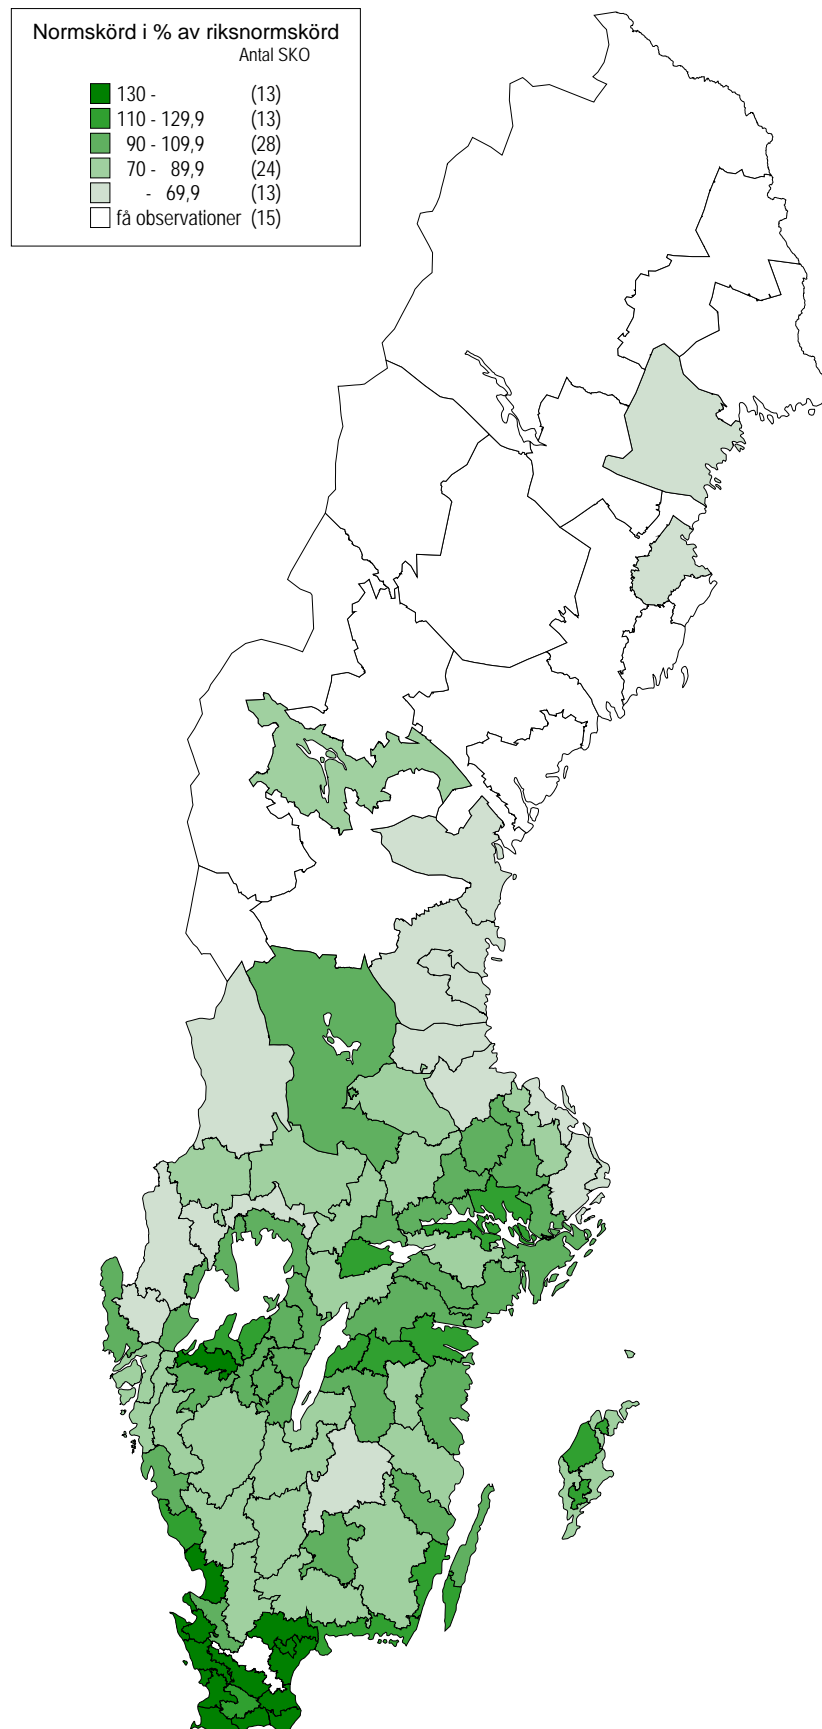 Normskörd i % av riksnormskörd
Antal SKO
130 - (13)
110 - 129,9 (13)
90 - 109,9 (28)
70 - 89,9 (24)
- 69,9 (13)
få observationer (15)